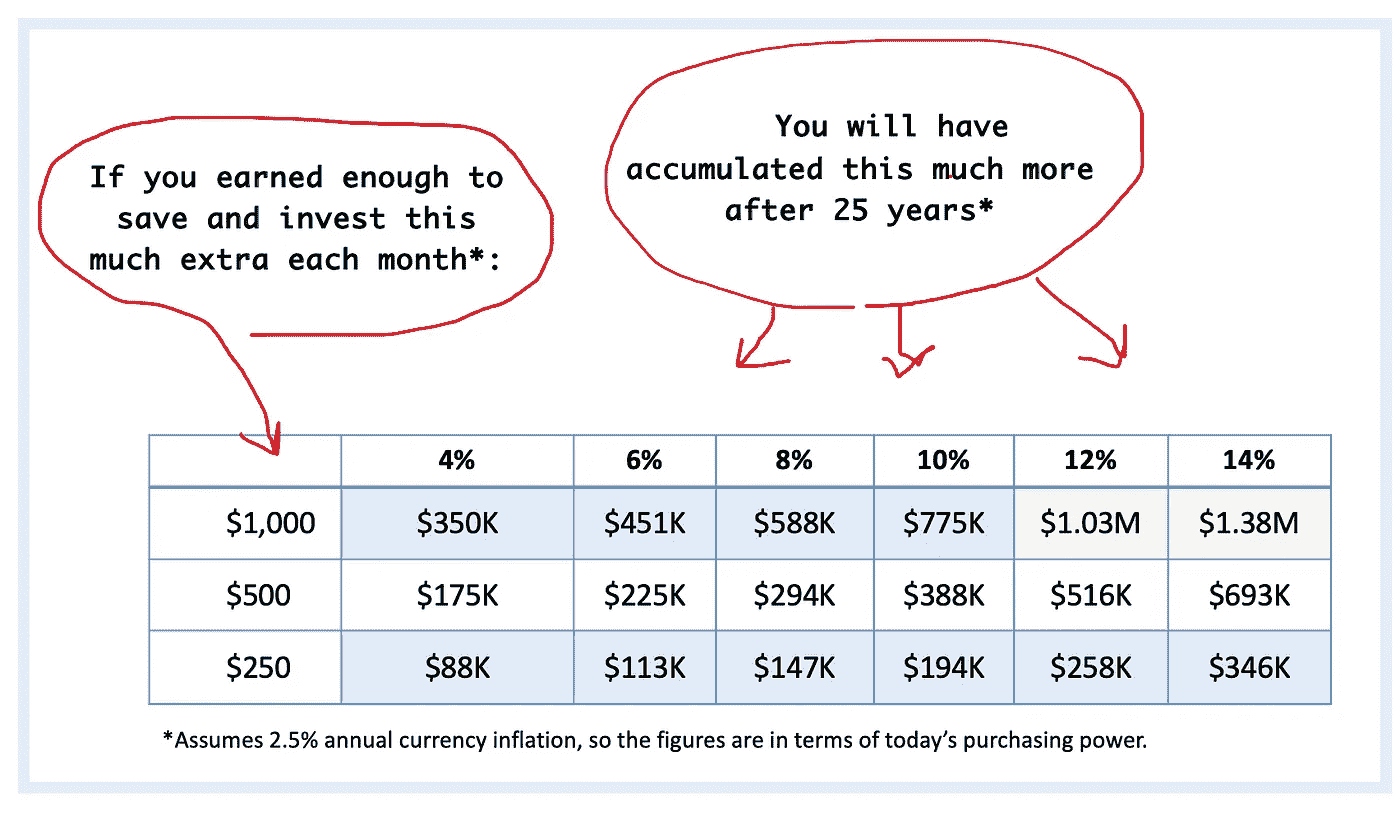 If you earned enough to
save and invest this
much extra each month*:
You will have
accumulated this much more
after 25 years*
4% 6% 8% 10% 12% 14%
$1,000 $350K $451K $588K $775K $1.03M $1.38M
$500 $175K $225K $294K $388K $516K $693K
$250 $88K $113K $147K $194K $258K $346K
*Assumes 2.5% annual currency inflation, so the figures are in terms of today’s purchasing power.